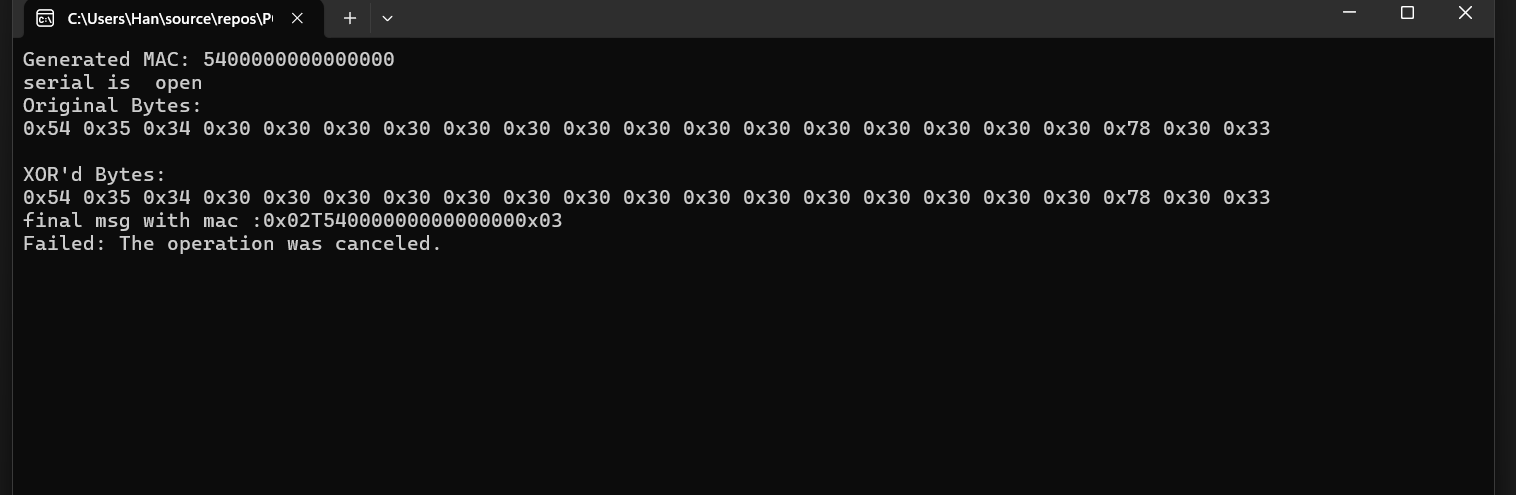 C:\Users\Han\source\repos\P
Generated MAC: 5400000000000000
serial is  open
Original Bytes:
0x54 0x35 0x34 0x30 0x30 0x30 0x30 0x30 0x30 0x30 0x30 0x30 0x30 0x30 0x30 0x30 0x30 0x30 0x78 0x30 0x33
XOR'd Bytes:
0x54 0x35 0x34 0x30 0x30 0x30 0x30 0x30 0x30 0x30 0x30 0x30 0x30 0x30 0x30 0x30 0x30 0x30 0x78 0x30 0x33
final msg with mac :0x02T54000000000000000x03
Failed: The operation was canceled.